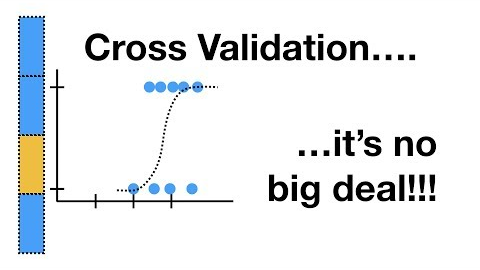 Cross Validation....
...it's no
big deal!!!